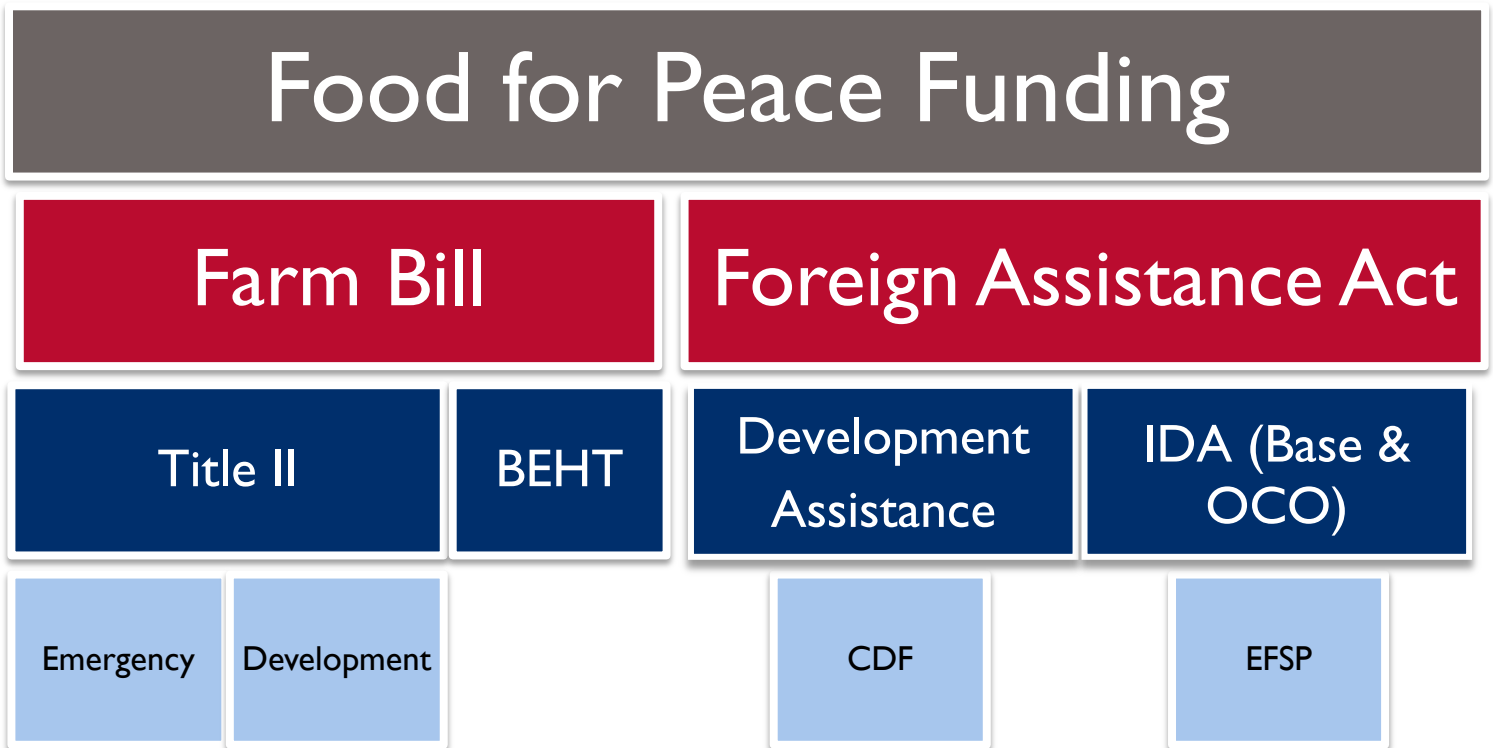 Food for Peace Funding
Farm Bill
Foreign Assistance Act
Title II
BEHT
Development
Assistance
IDA (Base &
OCO)
Emergency
Development
CDF
EFSP